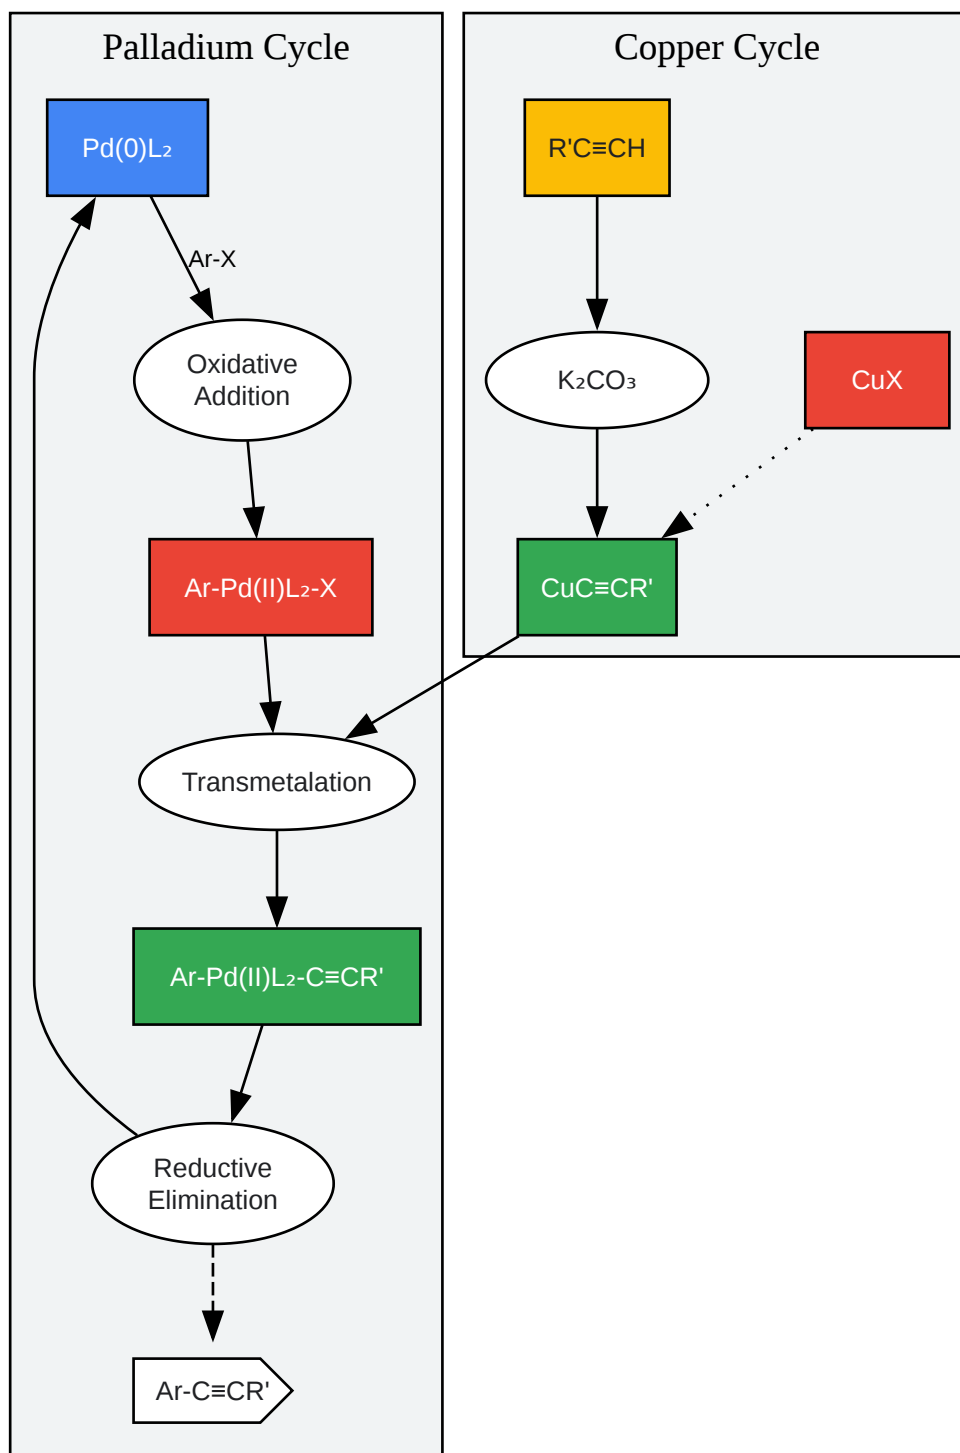 Palladium Cycle
Pd(0)L₂
Ar-X
Oxidative
Addition
Ar-Pd(II)L₂-X
Transmetalation
Ar-Pd(II)L₂-C≡CR'
Reductive
Elimination
Ar-C≡CR'
Copper Cycle
R'C≡CH
K₂CO₃
CuX
CuC≡CR'